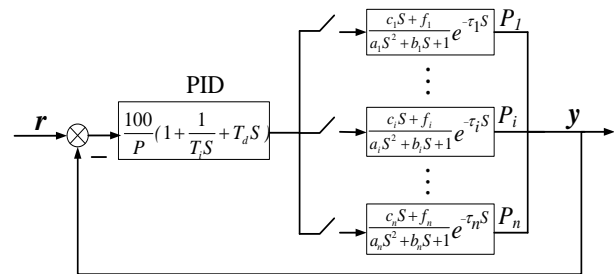 PID
r
−
100/P (1 + 1/(T_i S) + T_d S)
(c_1 S + f_1)/(a_1 S^2 + b_1 S + 1) e^{-τ_1 S}
P_1
⋮
(c_i S + f_i)/(a_i S^2 + b_i S + 1) e^{-τ_i S}
P_i
y
⋮
(c_n S + f_n)/(a_n S^2 + b_n S + 1) e^{-τ_n S}
P_n